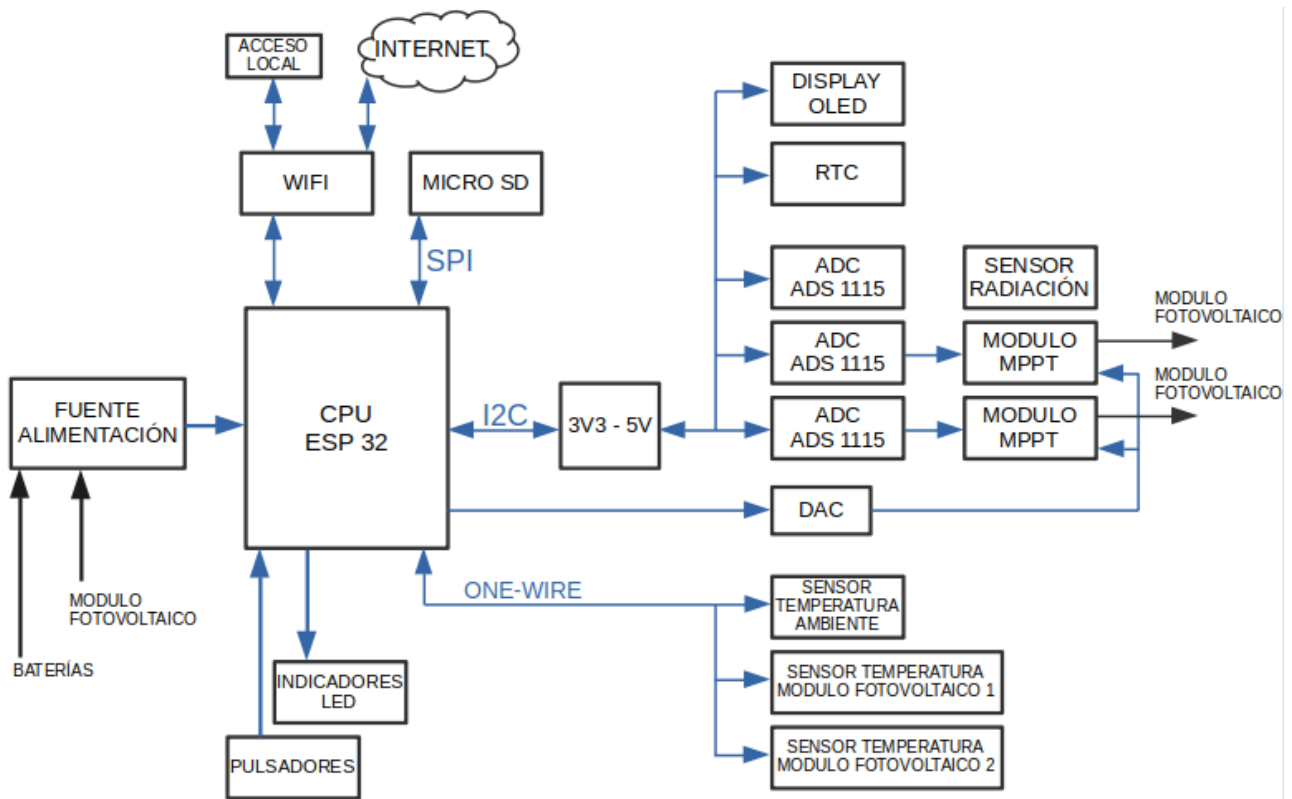 ACCESO
LOCAL
INTERNET
WIFI
MICRO SD
SPI
DISPLAY
OLED
RTC
ADC
ADS 1115
SENSOR
RADIACIÓN
ADC
ADS 1115
MODULO
MPPT
MODULO
FOTOVOLTAICO
FUENTE
ALIMENTACIÓN
CPU
ESP 32
I2C
3V3 - 5V
ADC
ADS 1115
MODULO
MPPT
MODULO
FOTOVOLTAICO
DAC
MODULO
FOTOVOLTAICO
BATERÍAS
ONE-WIRE
SENSOR
TEMPERATURA
AMBIENTE
INDICADORES
LED
SENSOR TEMPERATURA
MODULO FOTOVOLTAICO 1
PULSADORES
SENSOR TEMPERATURA
MODULO FOTOVOLTAICO 2